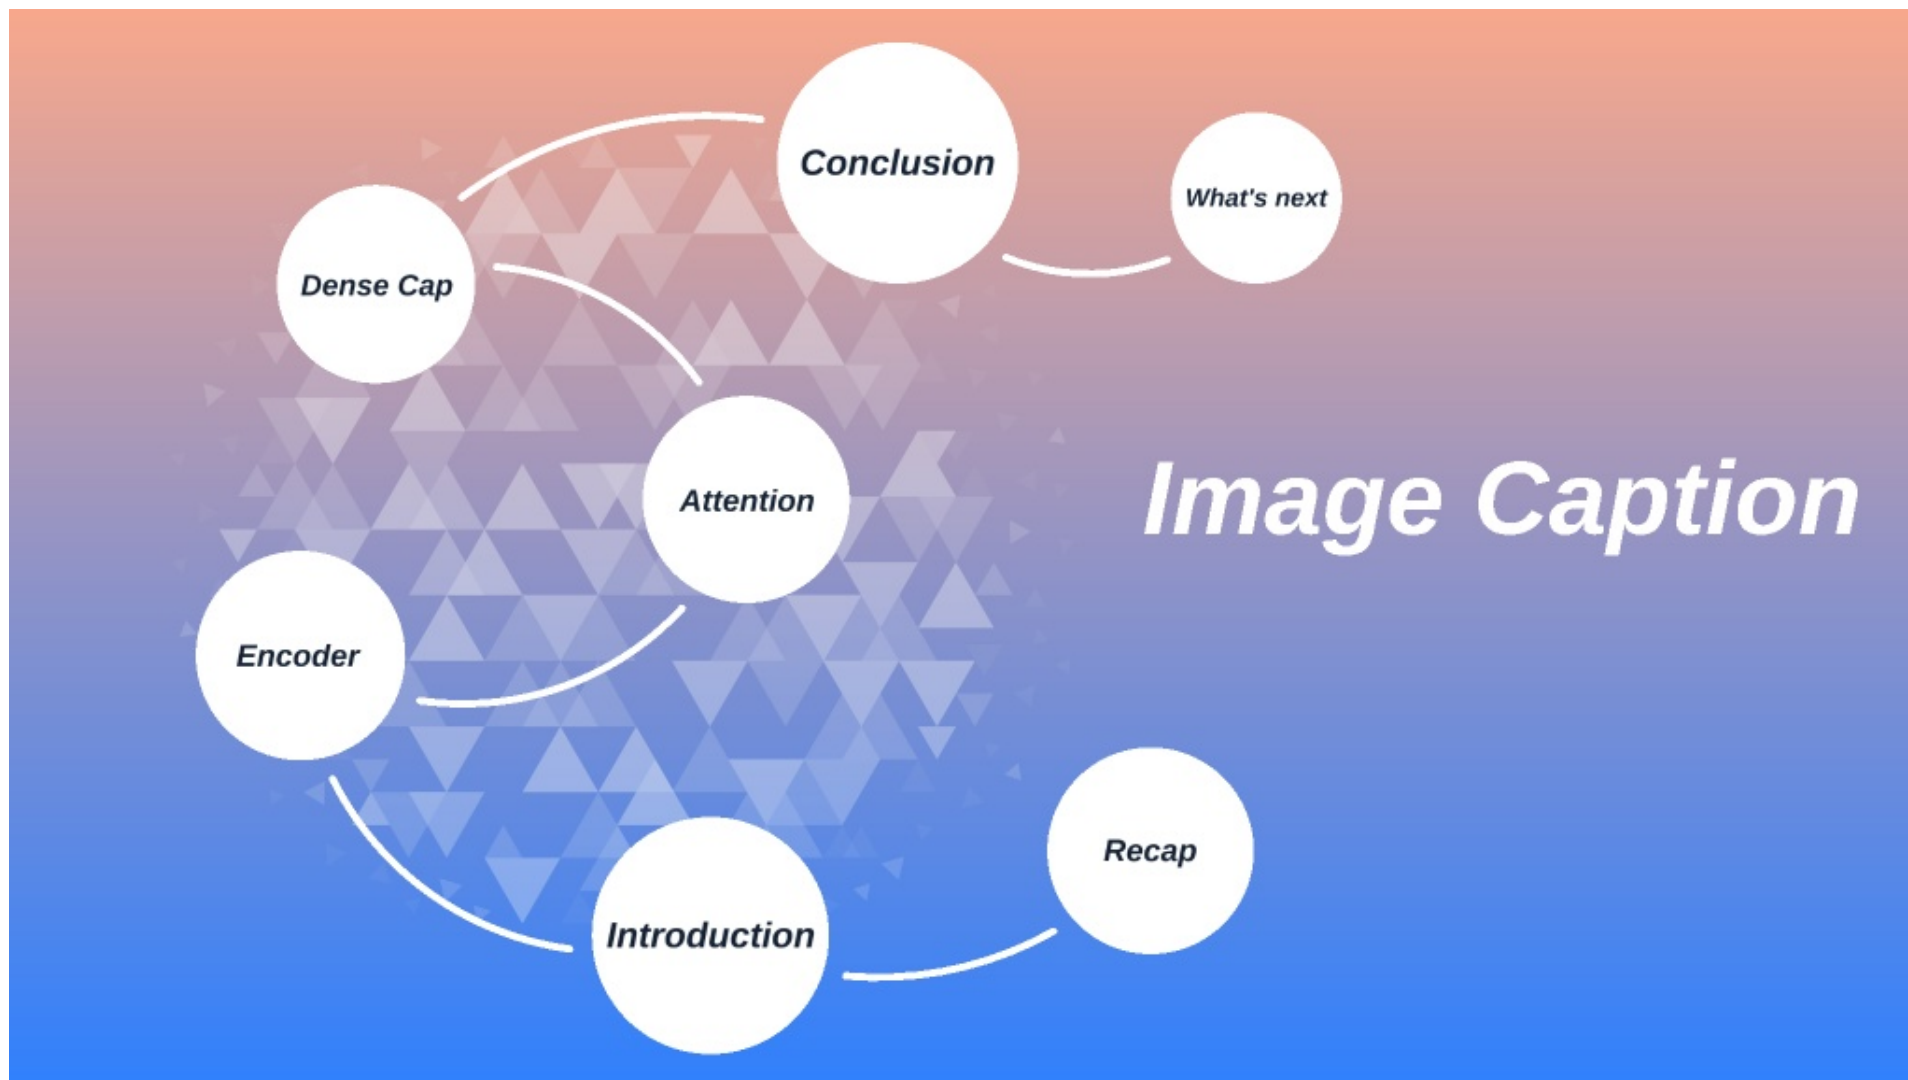 Conclusion
What's next
Dense Cap
Attention
Image Caption
Encoder
Recap
Introduction